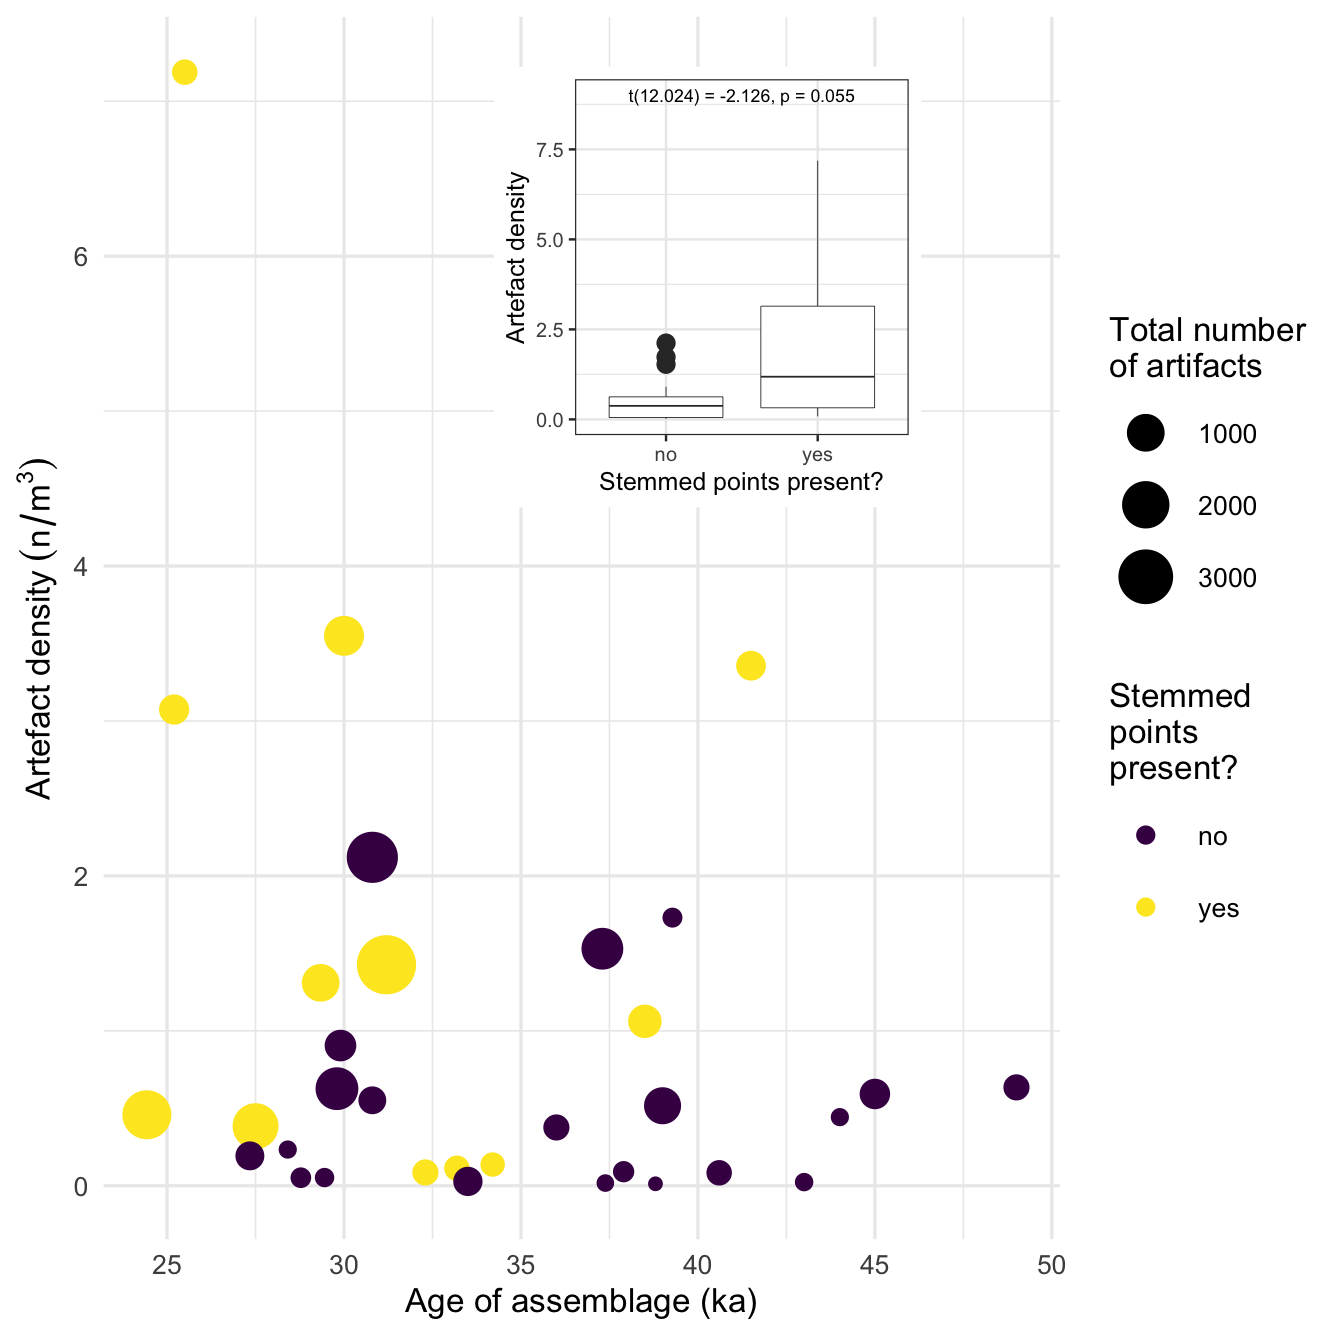 t(12.024) = -2.126, p = 0.055
Artefact density
7.5
5.0
2.5
0.0
no
yes
Stemmed points present?
Artefact density (n/m³)
6
4
2
0
25
30
35
40
45
50
Age of assemblage (ka)
Total number
of artifacts
1000
2000
3000
Stemmed
points
present?
no
yes